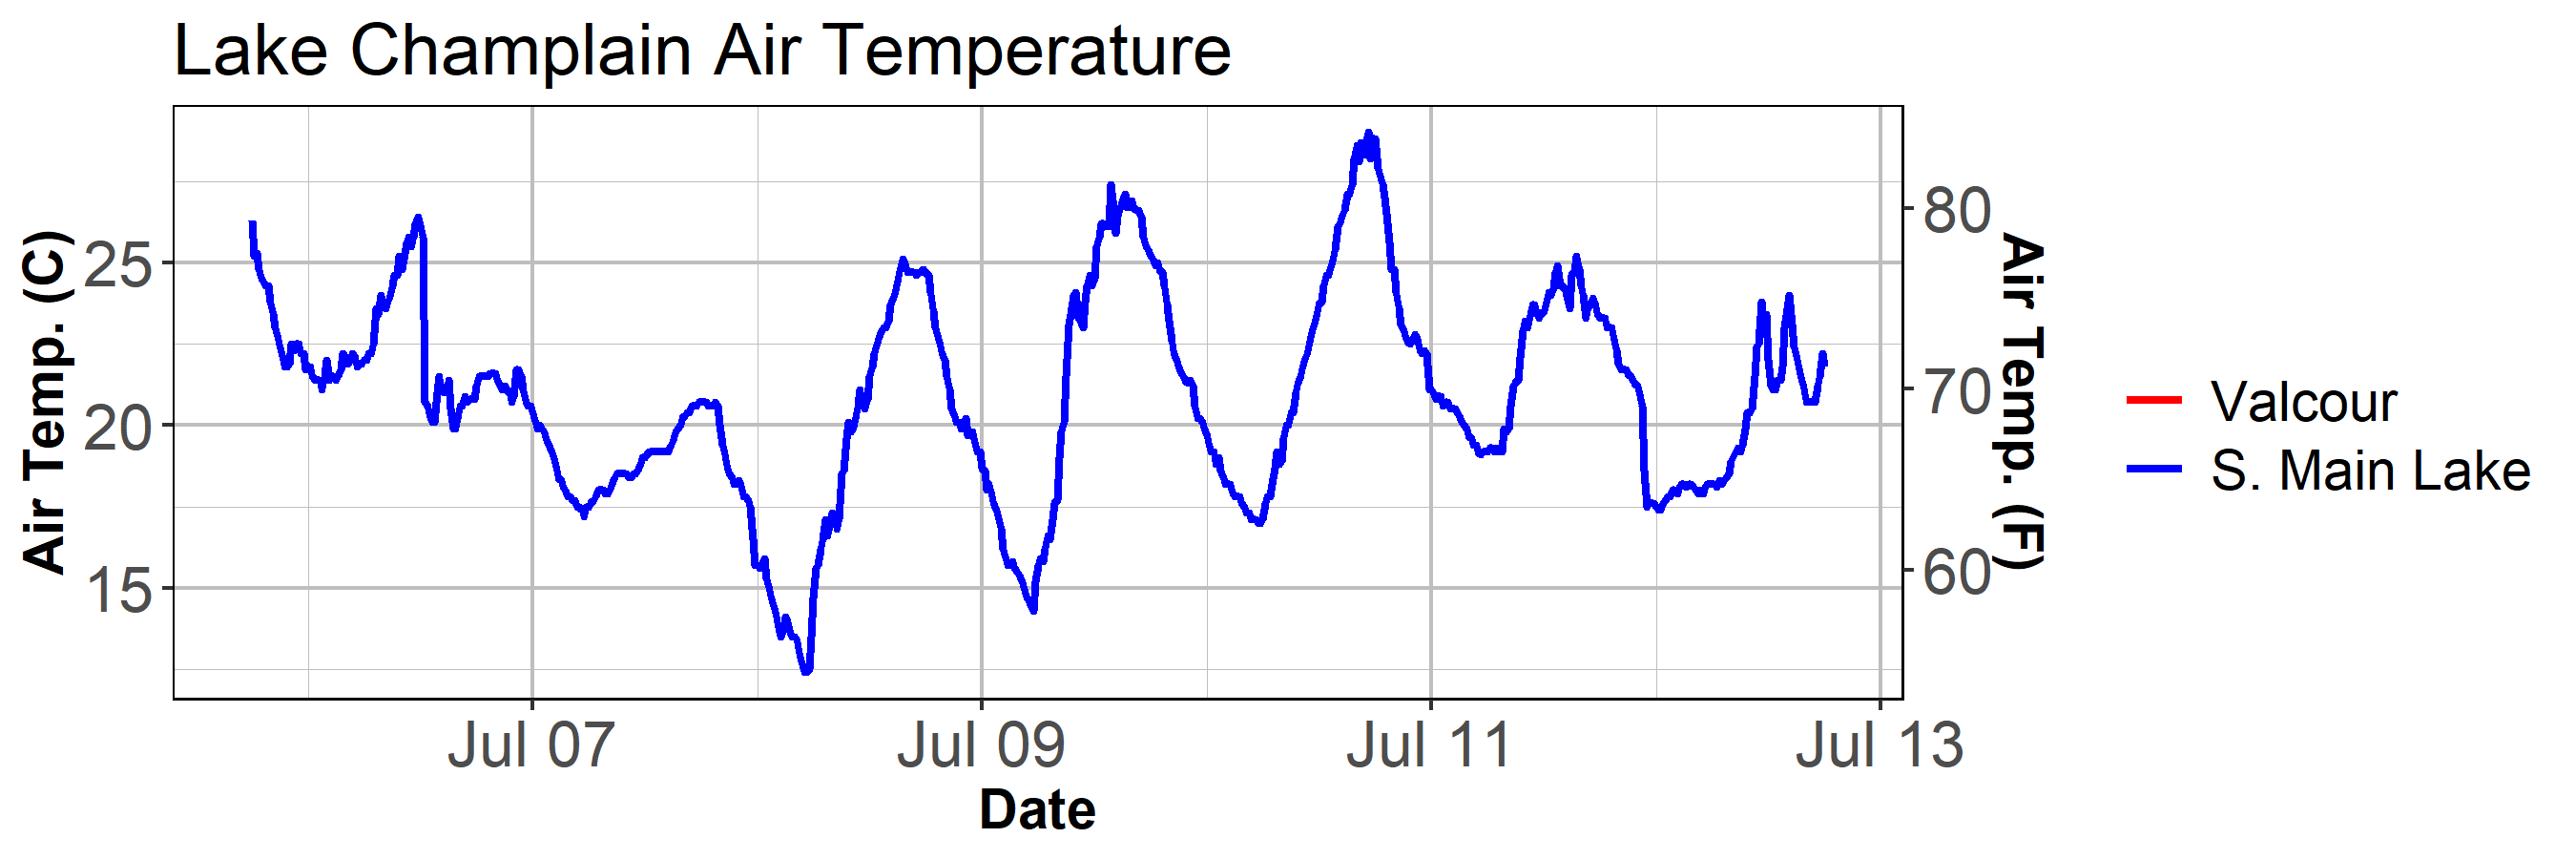 Lake Champlain Air Temperature
Air Temp. (C)
25
20
15
80
70
60
Air Temp. (F)
Jul 07
Jul 09
Jul 11
Jul 13
Date
Valcour
S. Main Lake